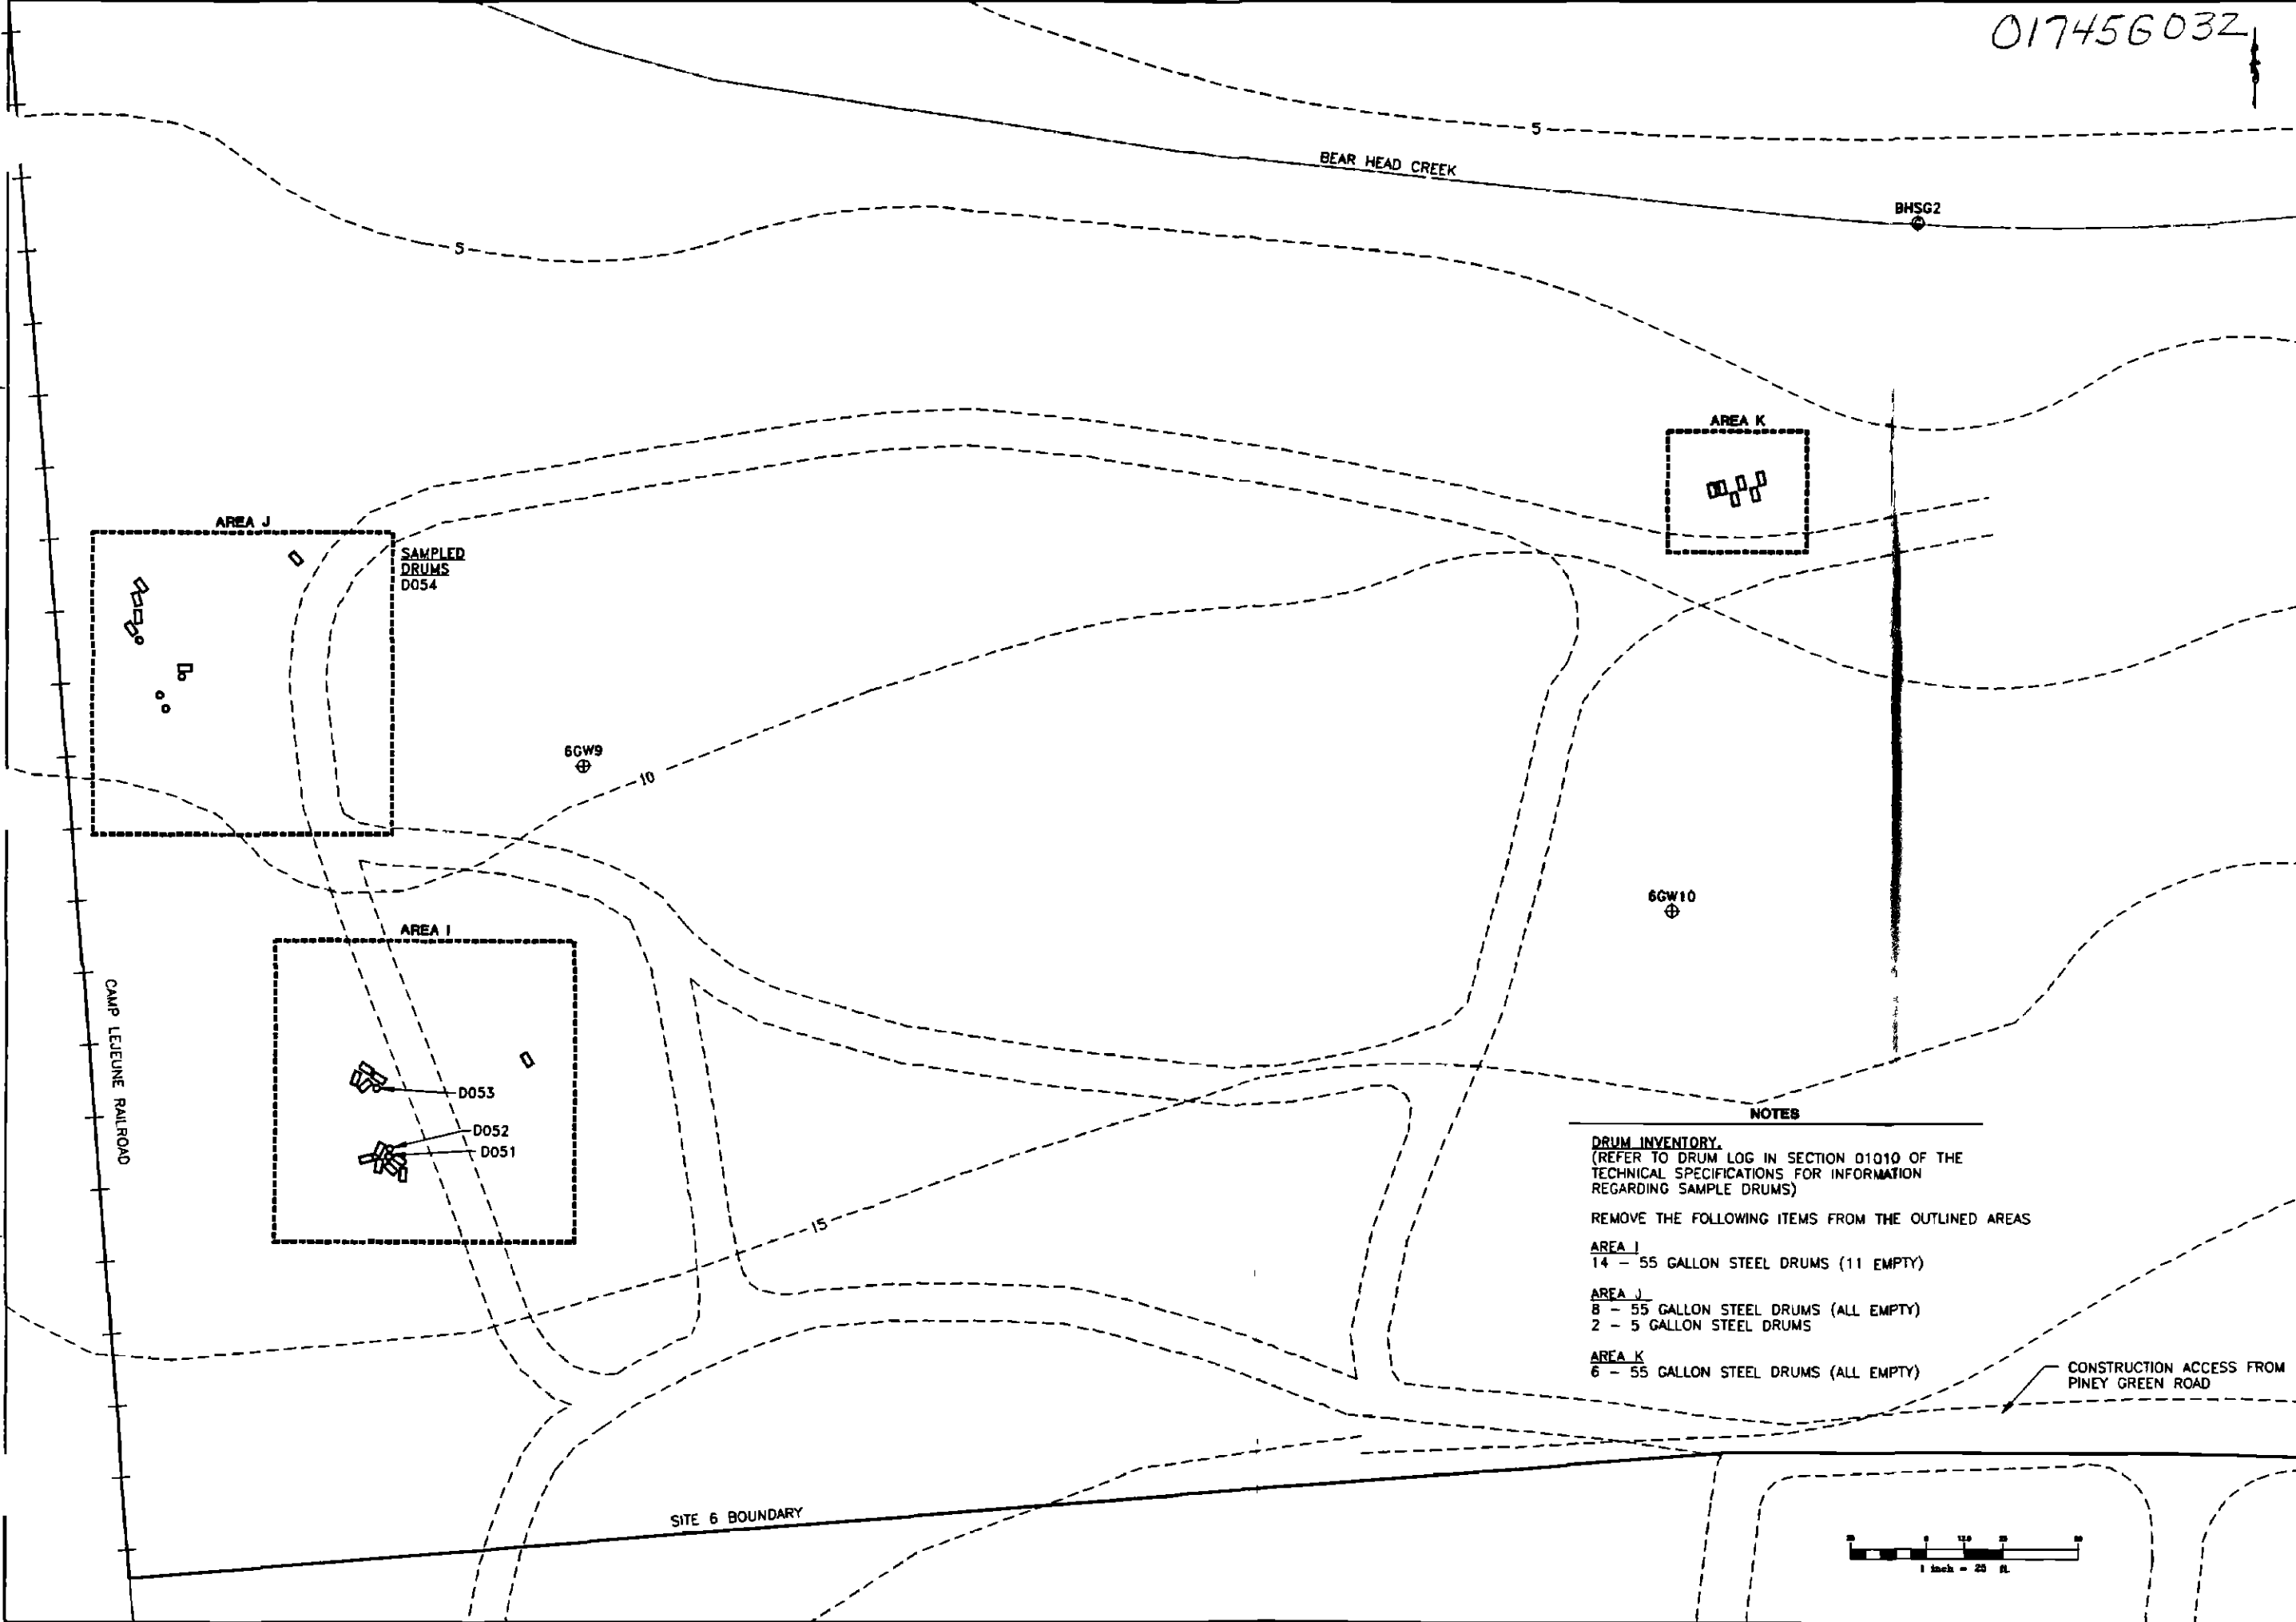 01745G032
5
BEAR HEAD CREEK
BHSG2
5
AREA K
AREA J
SAMPLED
DRUMS
D054
6GW9
10
6GW10
AREA I
CAMP LEJEUNE RAILROAD
D053
D052
D051
15
NOTES
DRUM INVENTORY.
(REFER TO DRUM LOG IN SECTION 01010 OF THE
TECHNICAL SPECIFICATIONS FOR INFORMATION
REGARDING SAMPLE DRUMS)
REMOVE THE FOLLOWING ITEMS FROM THE OUTLINED AREAS
AREA I
14 - 55 GALLON STEEL DRUMS (11 EMPTY)
AREA J
8 - 55 GALLON STEEL DRUMS (ALL EMPTY)
2 - 5 GALLON STEEL DRUMS
AREA K
6 - 55 GALLON STEEL DRUMS (ALL EMPTY)
CONSTRUCTION ACCESS FROM
PINEY GREEN ROAD
SITE 6 BOUNDARY
1 inch = 25 ft.